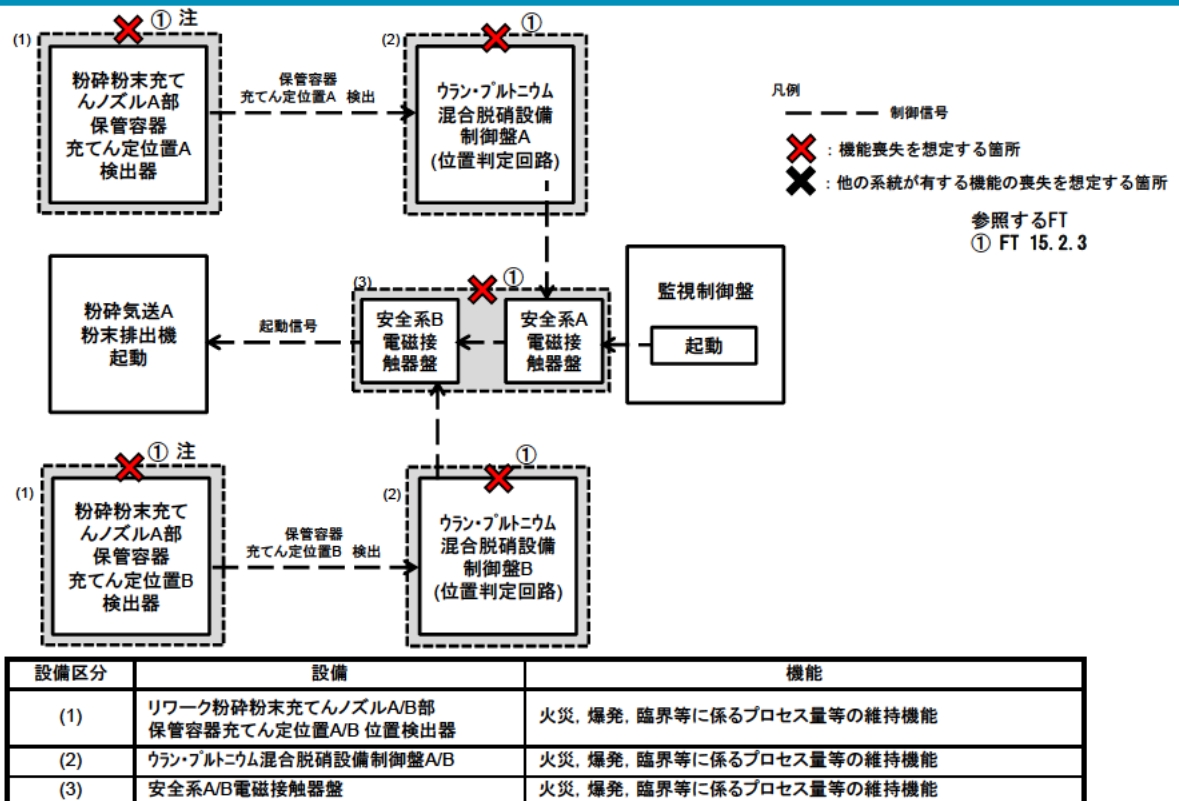 (1)
① 注
粉砕粉末充て
んノズルA部
保管容器
充てん定位置A
検出器
保管容器
充てん定位置A 検出
(2)
①
ウラン・プルトニウム
混合脱硝設備
制御盤A
(位置判定回路)
凡例
制御信号
：機能喪失を想定する箇所
：他の系統が有する機能の喪失を想定する箇所
参照するFT
① FT 15.2.3
粉砕気送A
粉末排出機
起動
起動信号
(3)
①
安全系B
電磁接
触器盤
安全系A
電磁接
触器盤
監視制御盤
起動
(1)
① 注
粉砕粉末充て
んノズルA部
保管容器
充てん定位置B
検出器
保管容器
充てん定位置B 検出
(2)
①
ウラン・プルトニウム
混合脱硝設備
制御盤B
(位置判定回路)
設備区分 設備 機能
(1) リワーク粉砕粉末充てんノズルA/B部
保管容器充てん定位置A/B 位置検出器 火災，爆発，臨界等に係るプロセス量等の維持機能
(2) ウラン・プルトニウム混合脱硝設備制御盤A/B 火災，爆発，臨界等に係るプロセス量等の維持機能
(3) 安全系A/B電磁接触器盤 火災，爆発，臨界等に係るプロセス量等の維持機能